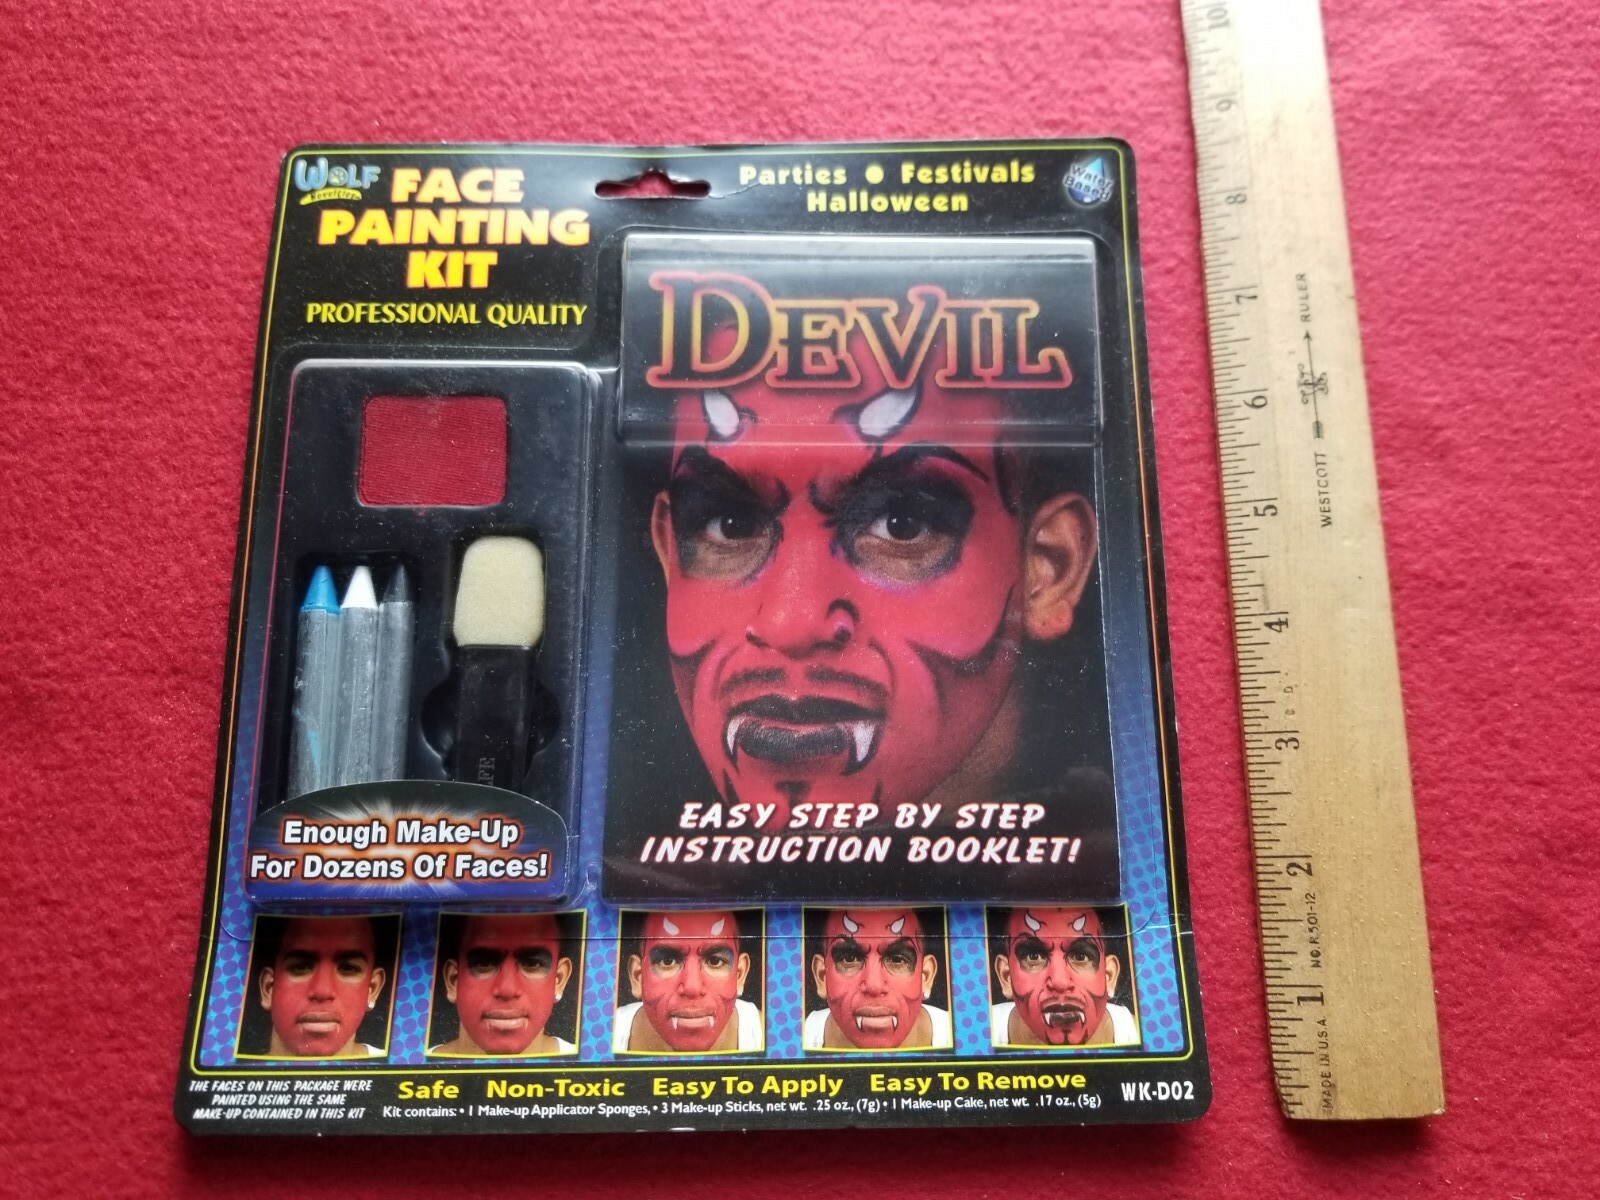 WOLF
Novelties
FACE
PAINTING
KIT
PROFESSIONAL QUALITY
Parties • Festivals
Halloween
Water
Based!
DEVIL
EASY STEP BY STEP
INSTRUCTION BOOKLET!
Enough Make-Up
For Dozens Of Faces!
THE FACES ON THIS PACKAGE WERE
PAINTED USING THE SAME
MAKE-UP CONTAINED IN THIS KIT
Safe Non-Toxic Easy To Apply Easy To Remove
Kit contains: • 1 Make-up Applicator Sponges, • 3 Make-up Sticks, net wt. .25 oz., (7g) • 1 Make-up Cake, net wt. .17 oz., (5g)
WK-D02
10
9
8
7
6
5
4
3
2
1
WESTCOTT RULER
NO. R501-12
MADE IN U.S.A.